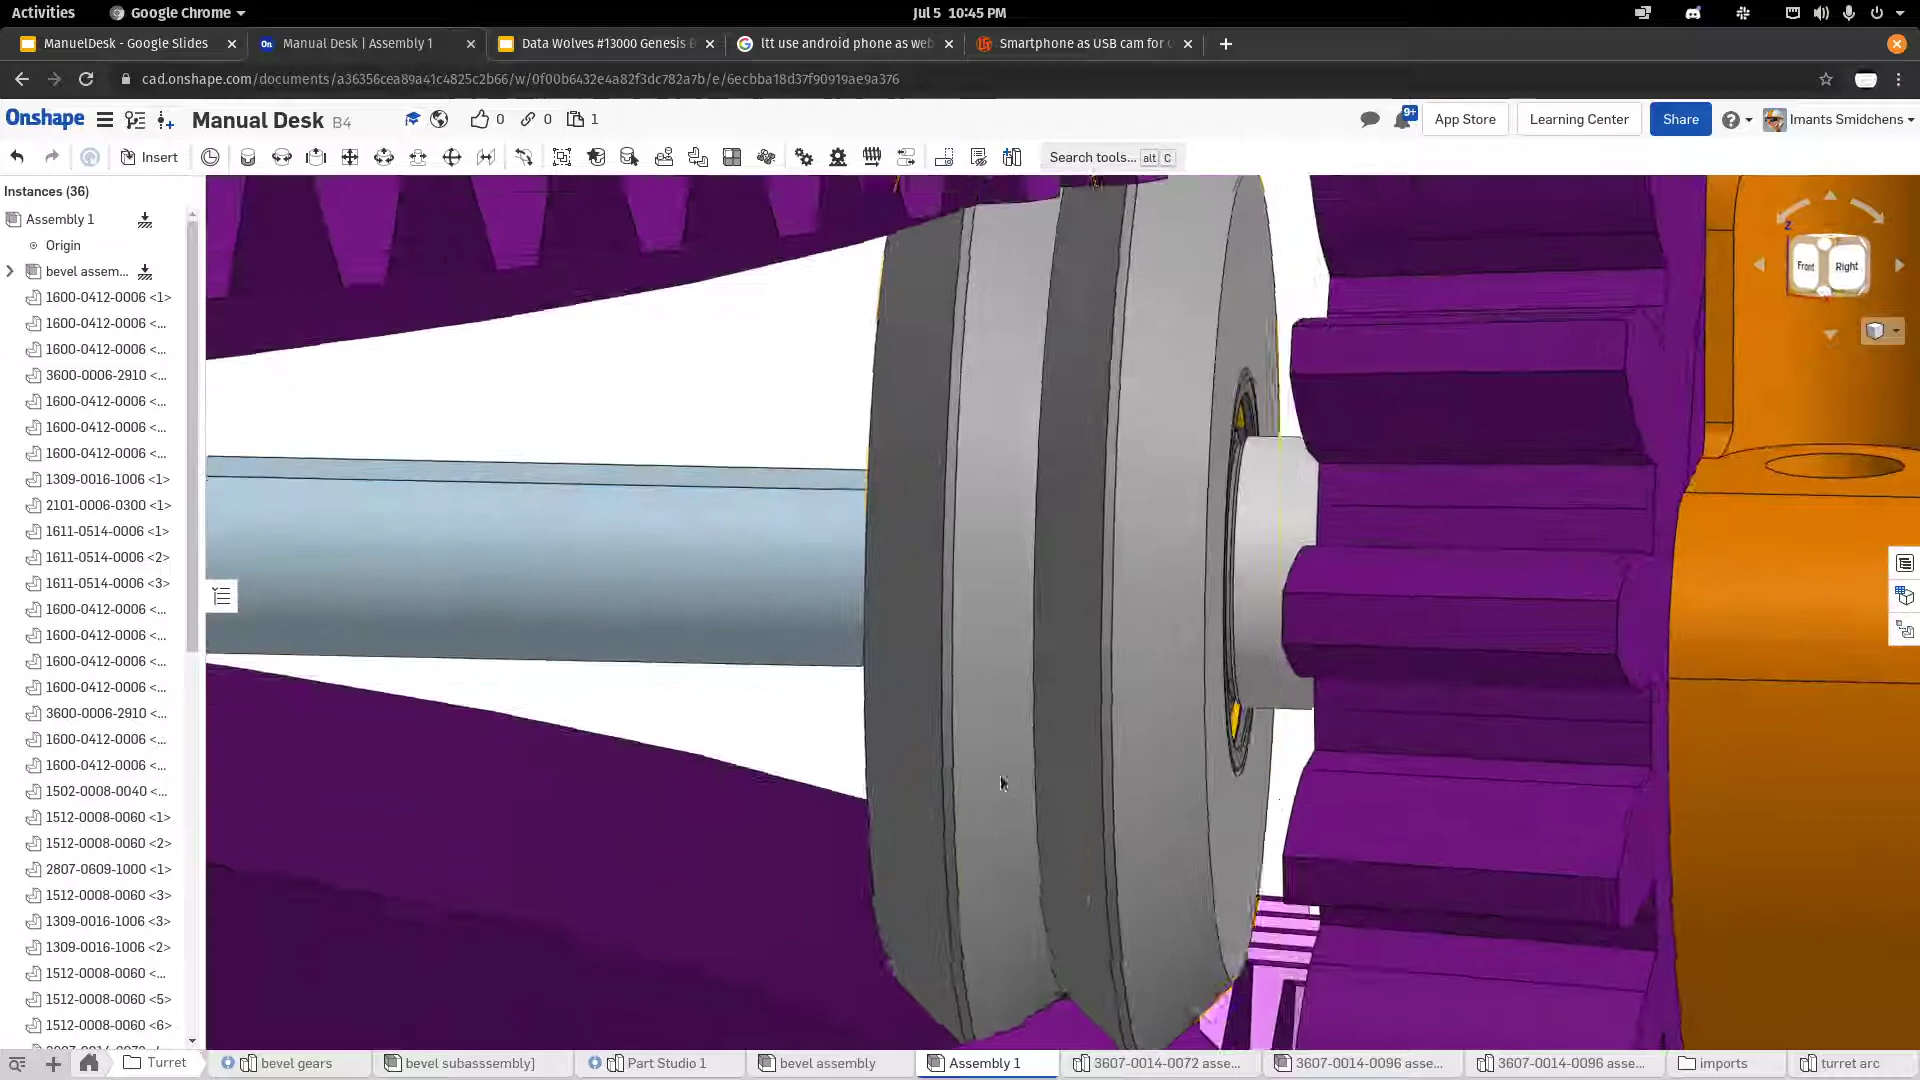 Activities
Google Chrome
Jul 5 10:45 PM
ManuelDesk - Google Slides
Manual Desk | Assembly 1
Data Wolves #13000 Genesis
ltt use android phone as web
Smartphone as USB cam for
cad.onshape.com/documents/a36356cea89a41c4825c2b66/w/0f00b6432e4a82f3dc782a7b/e/6ecbba18d37f90919ae9a376
Onshape
Manual Desk B4
0
0
1
9+
App Store
Learning Center
Share
Imants Smidchens
Insert
Search tools... alt C
Instances (36)
Assembly 1
Origin
bevel assem...
1600-0412-0006 <1>
1600-0412-0006 <...
1600-0412-0006 <...
3600-0006-2910 <...
1600-0412-0006 <...
1600-0412-0006 <...
1600-0412-0006 <...
1309-0016-1006 <1>
2101-0006-0300 <1>
1611-0514-0006 <1>
1611-0514-0006 <2>
1611-0514-0006 <3>
1600-0412-0006 <...
1600-0412-0006 <...
1600-0412-0006 <...
1600-0412-0006 <...
3600-0006-2910 <...
1600-0412-0006 <...
1600-0412-0006 <...
1502-0008-0040 <...
1512-0008-0060 <1>
1512-0008-0060 <2>
2807-0609-1000 <1>
1512-0008-0060 <3>
1309-0016-1006 <3>
1309-0016-1006 <2>
1512-0008-0060 <...
1512-0008-0060 <5>
1512-0008-0060 <6>
Z
Front
Right
Turret
bevel gears
bevel subasssembly]
Part Studio 1
bevel assembly
Assembly 1
3607-0014-0072 asse...
3607-0014-0096 asse...
3607-0014-0096 asse...
imports
turret arc